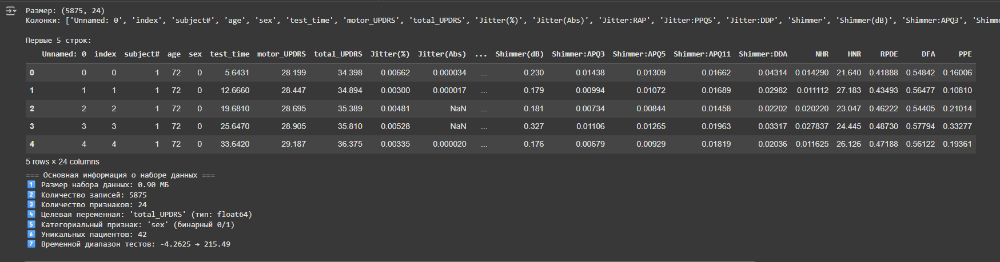 Размер: (5875, 24)
Колонки: ['Unnamed: 0', 'index', 'subject#', 'age', 'sex', 'test_time', 'motor_UPDRS', 'total_UPDRS', 'Jitter(%)', 'Jitter(Abs)', 'Jitter:RAP', 'Jitter:PPQ5', 'Jitter:DDP', 'Shimmer', 'Shimmer(dB)', 'Shimmer:APQ3', 'Shimme
Первые 5 строк:
Unnamed: 0 index subject# age sex test_time motor_UPDRS total_UPDRS Jitter(%) Jitter(Abs) ... Shimmer(dB) Shimmer:APQ3 Shimmer:APQ5 Shimmer:APQ11 Shimmer:DDA NHR HNR RPDE DFA PPE
0 0 0 1 72 0 5.6431 28.199 34.398 0.00662 0.000034 ... 0.230 0.01438 0.01309 0.01662 0.04314 0.014290 21.640 0.41888 0.54842 0.16006
1 1 1 1 72 0 12.6660 28.447 34.894 0.00300 0.000017 ... 0.179 0.00994 0.01072 0.01689 0.02982 0.011112 27.183 0.43493 0.56477 0.10810
2 2 2 1 72 0 19.6810 28.695 35.389 0.00481 NaN ... 0.181 0.00734 0.00844 0.01458 0.02202 0.020220 23.047 0.46222 0.54405 0.21014
3 3 3 1 72 0 25.6470 28.905 35.810 0.00528 NaN ... 0.327 0.01106 0.01265 0.01963 0.03317 0.027837 24.445 0.48730 0.57794 0.33277
4 4 4 1 72 0 33.6420 29.187 36.375 0.00335 0.000020 ... 0.176 0.00679 0.00929 0.01819 0.02036 0.011625 26.126 0.47188 0.56122 0.19361
5 rows × 24 columns
=== Основная информация о наборе данных ===
1️⃣ Размер набора данных: 0.90 МБ
2️⃣ Количество записей: 5875
3️⃣ Количество признаков: 24
4️⃣ Целевая переменная: 'total_UPDRS' (тип: float64)
5️⃣ Категориальный признак: 'sex' (бинарный 0/1)
6️⃣ Уникальных пациентов: 42
7️⃣ Временной диапазон тестов: -4.2625 → 215.49